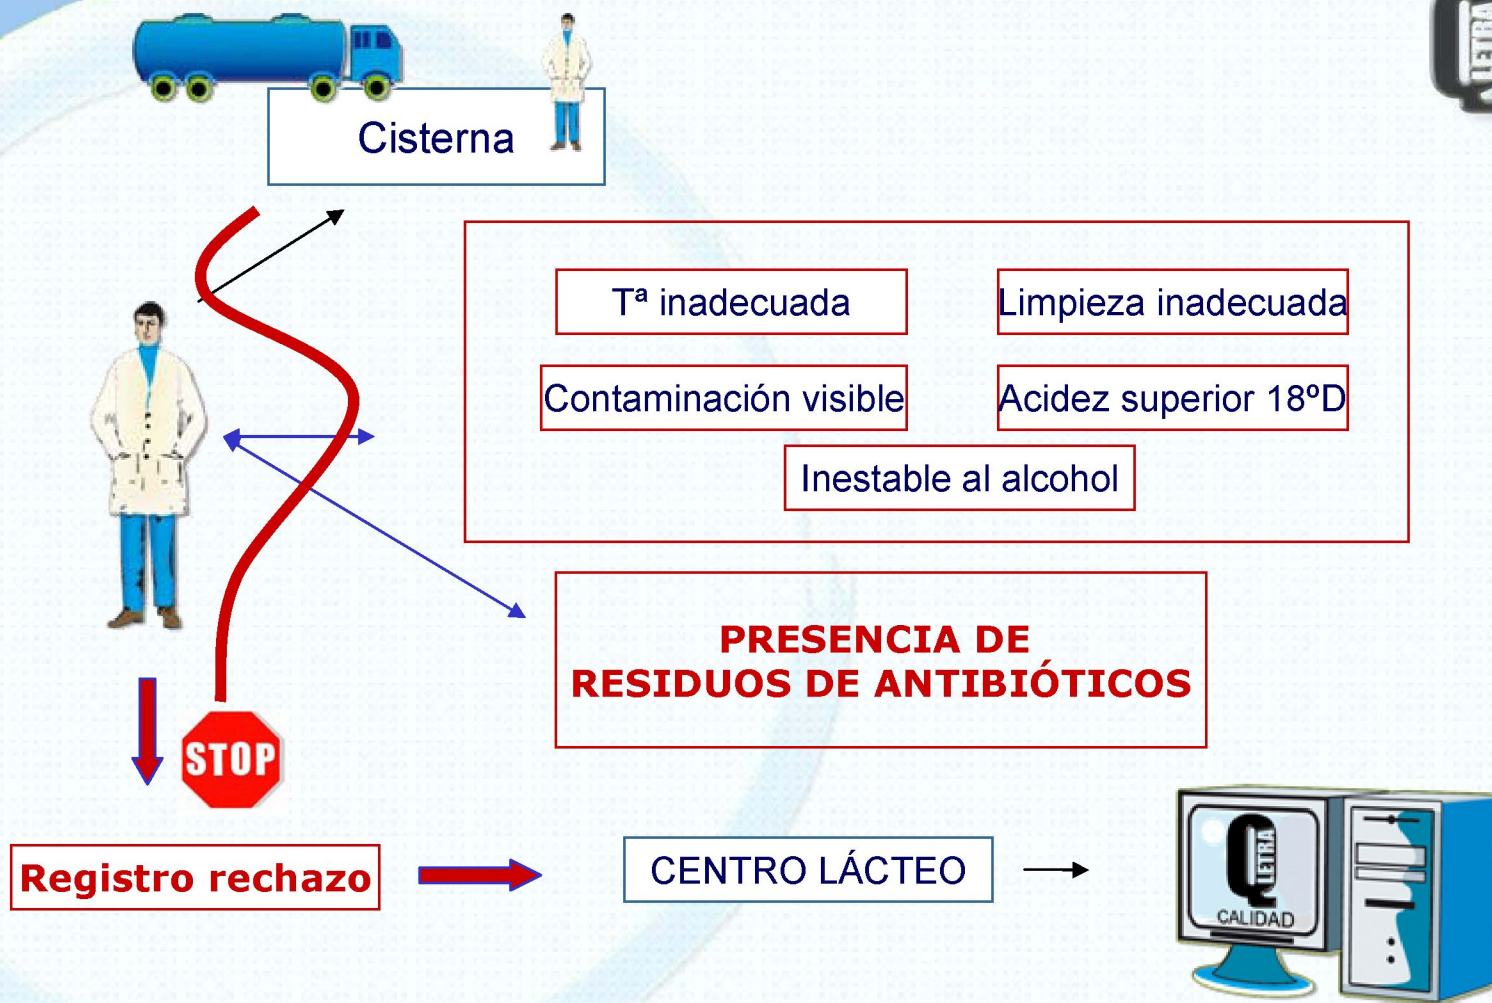 LETRA
Cisterna
Tª inadecuada
Limpieza inadecuada
Contaminación visible
Acidez superior 18ºD
Inestable al alcohol
PRESENCIA DE
RESIDUOS DE ANTIBIÓTICOS
STOP
Registro rechazo
CENTRO LÁCTEO
Q LETRA
CALIDAD